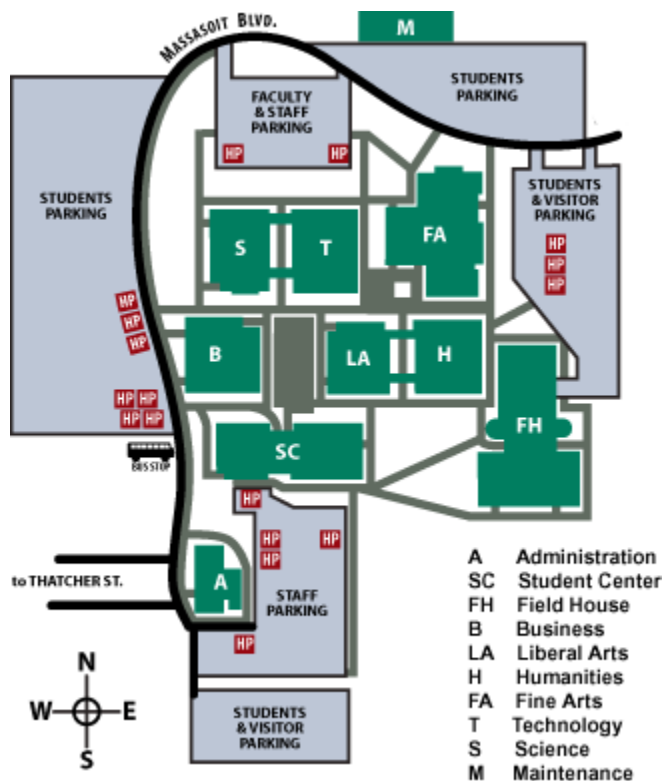 MASSASOIT BLVD.
M
STUDENTS
PARKING
FACULTY
& STAFF
PARKING
HP HP
STUDENTS
PARKING
STUDENTS
& VISITOR
PARKING
HP
HP
HP
S T FA
HP
HP
HP
B LA H
HP HP
HP HP
FH
SC
BUS STOP
HP
HP HP
HP
A
to THATCHER ST.
STAFF
PARKING
HP
N
W E
S
STUDENTS
& VISITOR
PARKING
A Administration
SC Student Center
FH Field House
B Business
LA Liberal Arts
H Humanities
FA Fine Arts
T Technology
S Science
M Maintenance